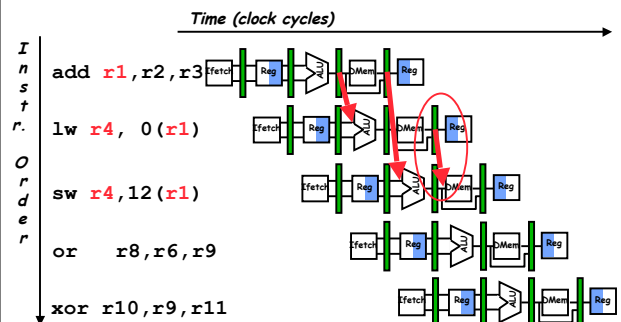 Time (clock cycles)
Instr. Order
add r1,r2,r3 Ifetch Reg ALU DMem Reg
lw r4, 0(r1) Ifetch Reg ALU DMem Reg
sw r4,12(r1) Ifetch Reg ALU DMem Reg
or r8,r6,r9 Ifetch Reg ALU DMem Reg
xor r10,r9,r11 Ifetch Reg ALU DMem Reg